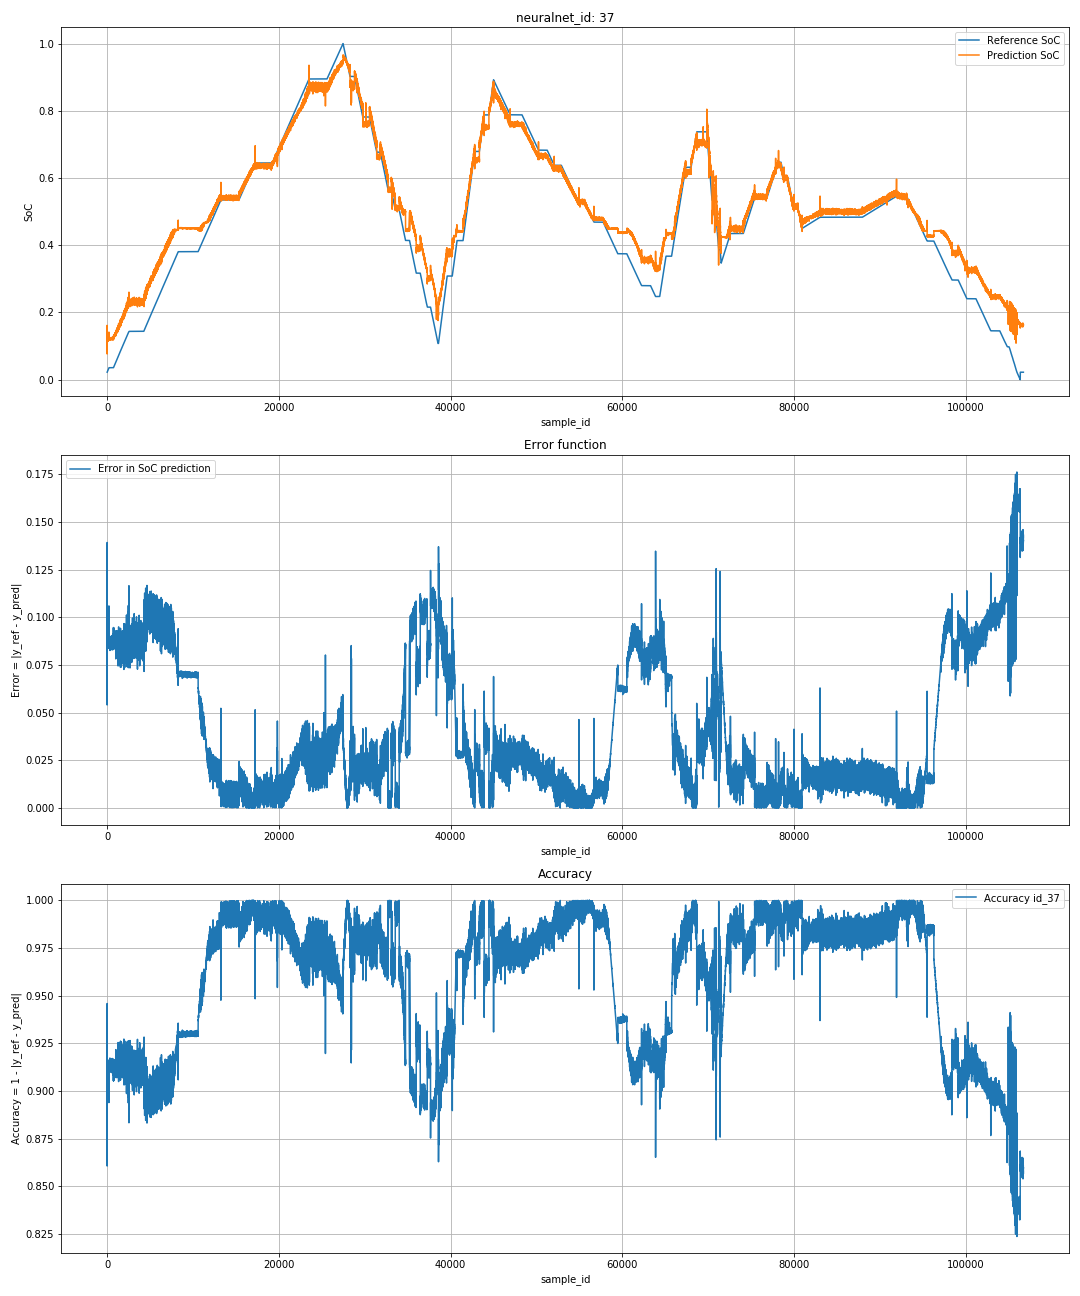 neuralnet_id: 37
1.0
0.8
0.6
0.4
0.2
0.0
SoC
Reference SoC
Prediction SoC
0 20000 40000 60000 80000 100000
sample_id
Error function
0.175
0.150
0.125
0.100
0.075
0.050
0.025
0.000
Error = |y_ref - y_pred|
Error in SoC prediction
0 20000 40000 60000 80000 100000
sample_id
Accuracy
1.000
0.975
0.950
0.925
0.900
0.875
0.850
0.825
Accuracy = 1 - |y_ref - y_pred|
Accuracy id_37
0 20000 40000 60000 80000 100000
sample_id